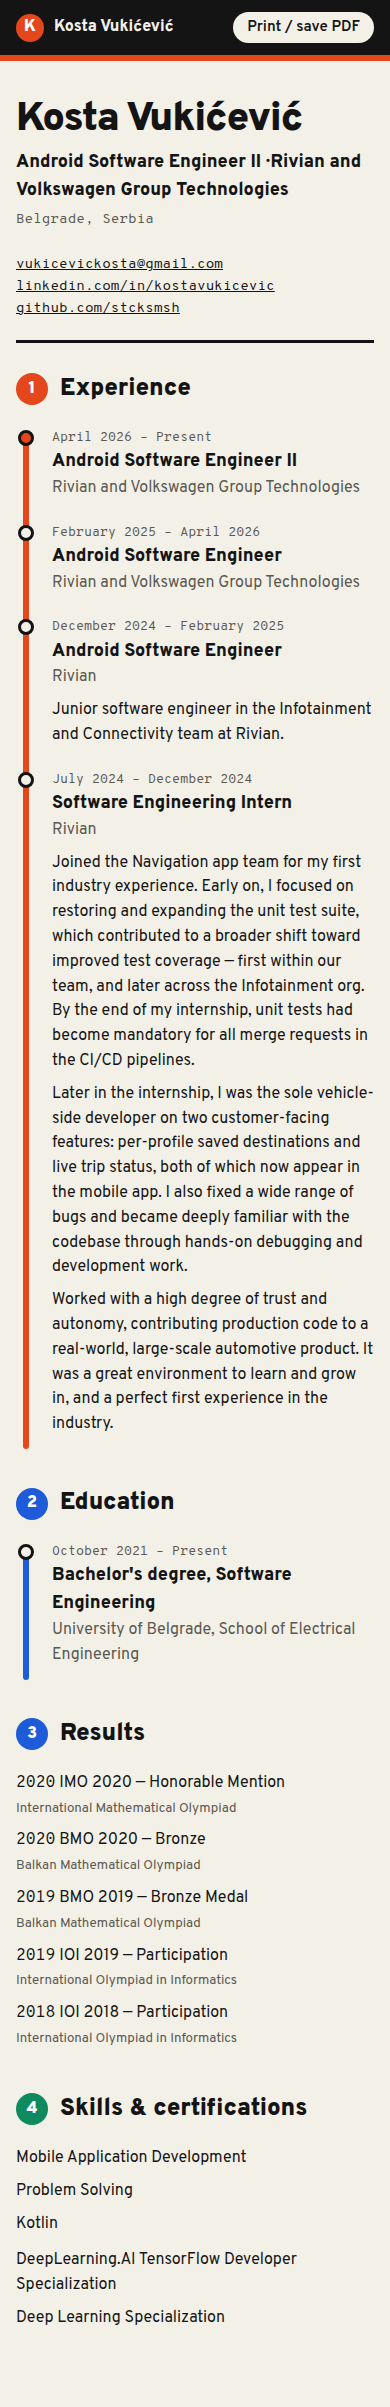 K Kosta Vukićević Print / save PDF
Kosta Vukićević
Android Software Engineer II ·Rivian and
Volkswagen Group Technologies
Belgrade, Serbia
vukicevickosta@gmail.com
linkedin.com/in/kostavukicevic
github.com/stcksmsh
1 Experience
April 2026 – Present
Android Software Engineer II
Rivian and Volkswagen Group Technologies
February 2025 – April 2026
Android Software Engineer
Rivian and Volkswagen Group Technologies
December 2024 – February 2025
Android Software Engineer
Rivian
Junior software engineer in the Infotainment
and Connectivity team at Rivian.
July 2024 – December 2024
Software Engineering Intern
Rivian
Joined the Navigation app team for my first
industry experience. Early on, I focused on
restoring and expanding the unit test suite,
which contributed to a broader shift toward
improved test coverage — first within our
team, and later across the Infotainment org.
By the end of my internship, unit tests had
become mandatory for all merge requests in
the CI/CD pipelines.
Later in the internship, I was the sole vehicle-
side developer on two customer-facing
features: per-profile saved destinations and
live trip status, both of which now appear in
the mobile app. I also fixed a wide range of
bugs and became deeply familiar with the
codebase through hands-on debugging and
development work.
Worked with a high degree of trust and
autonomy, contributing production code to a
real-world, large-scale automotive product. It
was a great environment to learn and grow
in, and a perfect first experience in the
industry.
2 Education
October 2021 – Present
Bachelor's degree, Software
Engineering
University of Belgrade, School of Electrical
Engineering
3 Results
2020 IMO 2020 — Honorable Mention
International Mathematical Olympiad
2020 BMO 2020 — Bronze
Balkan Mathematical Olympiad
2019 BMO 2019 — Bronze Medal
Balkan Mathematical Olympiad
2019 IOI 2019 — Participation
International Olympiad in Informatics
2018 IOI 2018 — Participation
International Olympiad in Informatics
4 Skills & certifications
Mobile Application Development
Problem Solving
Kotlin
DeepLearning.AI TensorFlow Developer
Specialization
Deep Learning Specialization